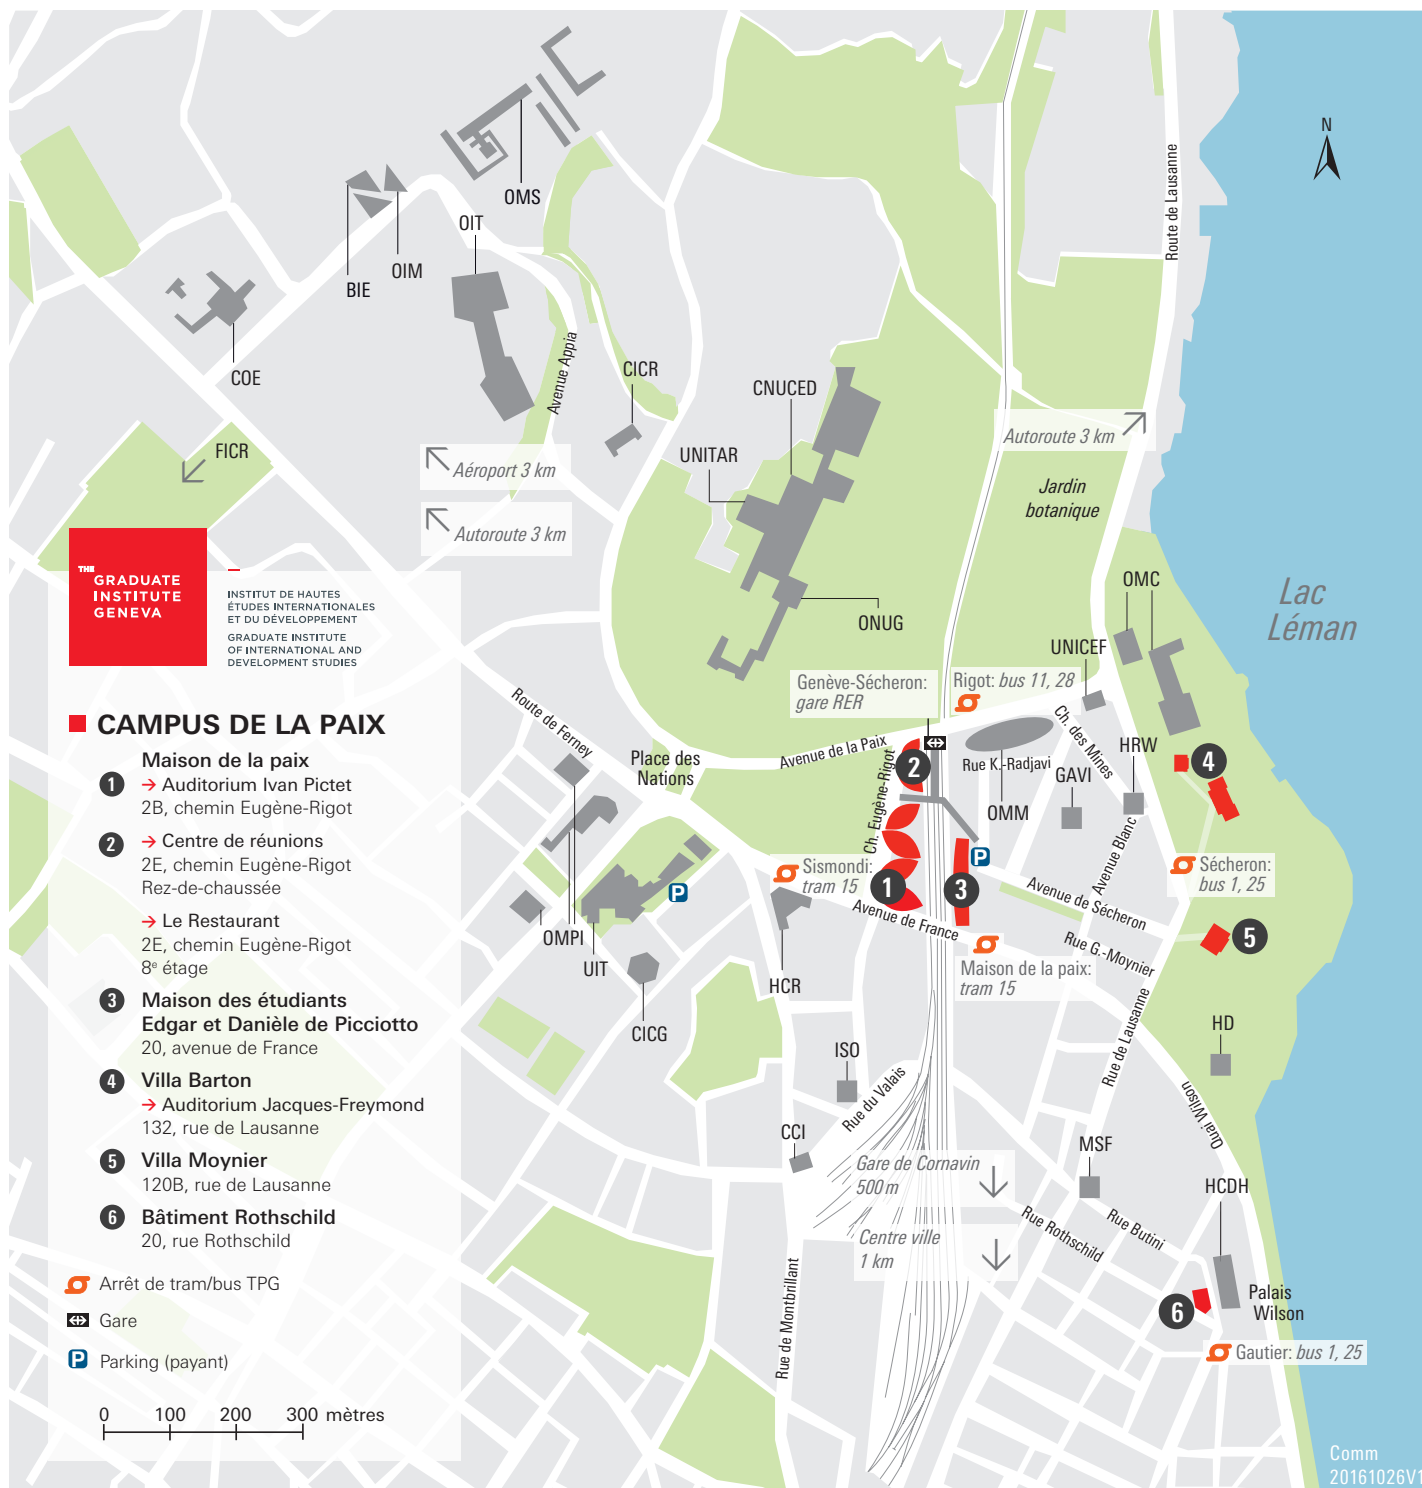 N
Route de Lausanne
OMS
OIT
OIM
BIE
COE
Avenue Appia
CICR
CNUCED
UNITAR
FICR
Aéroport 3 km
Autoroute 3 km
Autoroute 3 km
Jardin
botanique
Lac
Léman
OMC
ONUG
UNICEF
THE
GRADUATE
INSTITUTE
GENEVA
INSTITUT DE HAUTES
ÉTUDES INTERNATIONALES
ET DU DÉVELOPPEMENT
GRADUATE INSTITUTE
OF INTERNATIONAL AND
DEVELOPMENT STUDIES
Genève-Sécheron:
gare RER
Rigot: bus 11, 28
Route de Ferney
Place des
Nations
Avenue de la Paix
Ch. Eugène-Rigot
Rue K.-Radjavi
Ch. des Mines
HRW
GAVI
OMM
Avenue Blanc
2
4
P
Sismondi:
tram 15
1
3
P
Sécheron:
bus 1, 25
Avenue de France
Avenue de Sécheron
Rue G.-Moynier
5
OMPI
UIT
CICG
HCR
Maison de la paix:
tram 15
Rue de Lausanne
HD
ISO
Rue du Valais
Quai Wilson
CCI
MSF
Gare de Cornavin
500 m
HCDH
Rue Rothschild
Rue Butini
Centre ville
1 km
Rue de Montbrillant
6
Palais
Wilson
Gautier: bus 1, 25
CAMPUS DE LA PAIX
Maison de la paix
1 → Auditorium Ivan Pictet
2B, chemin Eugène-Rigot
2 → Centre de réunions
2E, chemin Eugène-Rigot
Rez-de-chaussée
→ Le Restaurant
2E, chemin Eugène-Rigot
8e étage
3 Maison des étudiants
Edgar et Danièle de Picciotto
20, avenue de France
4 Villa Barton
→ Auditorium Jacques-Freymond
132, rue de Lausanne
5 Villa Moynier
120B, rue de Lausanne
6 Bâtiment Rothschild
20, rue Rothschild
Arrêt de tram/bus TPG
Gare
P Parking (payant)
0 100 200 300 mètres
Comm
20161026V1